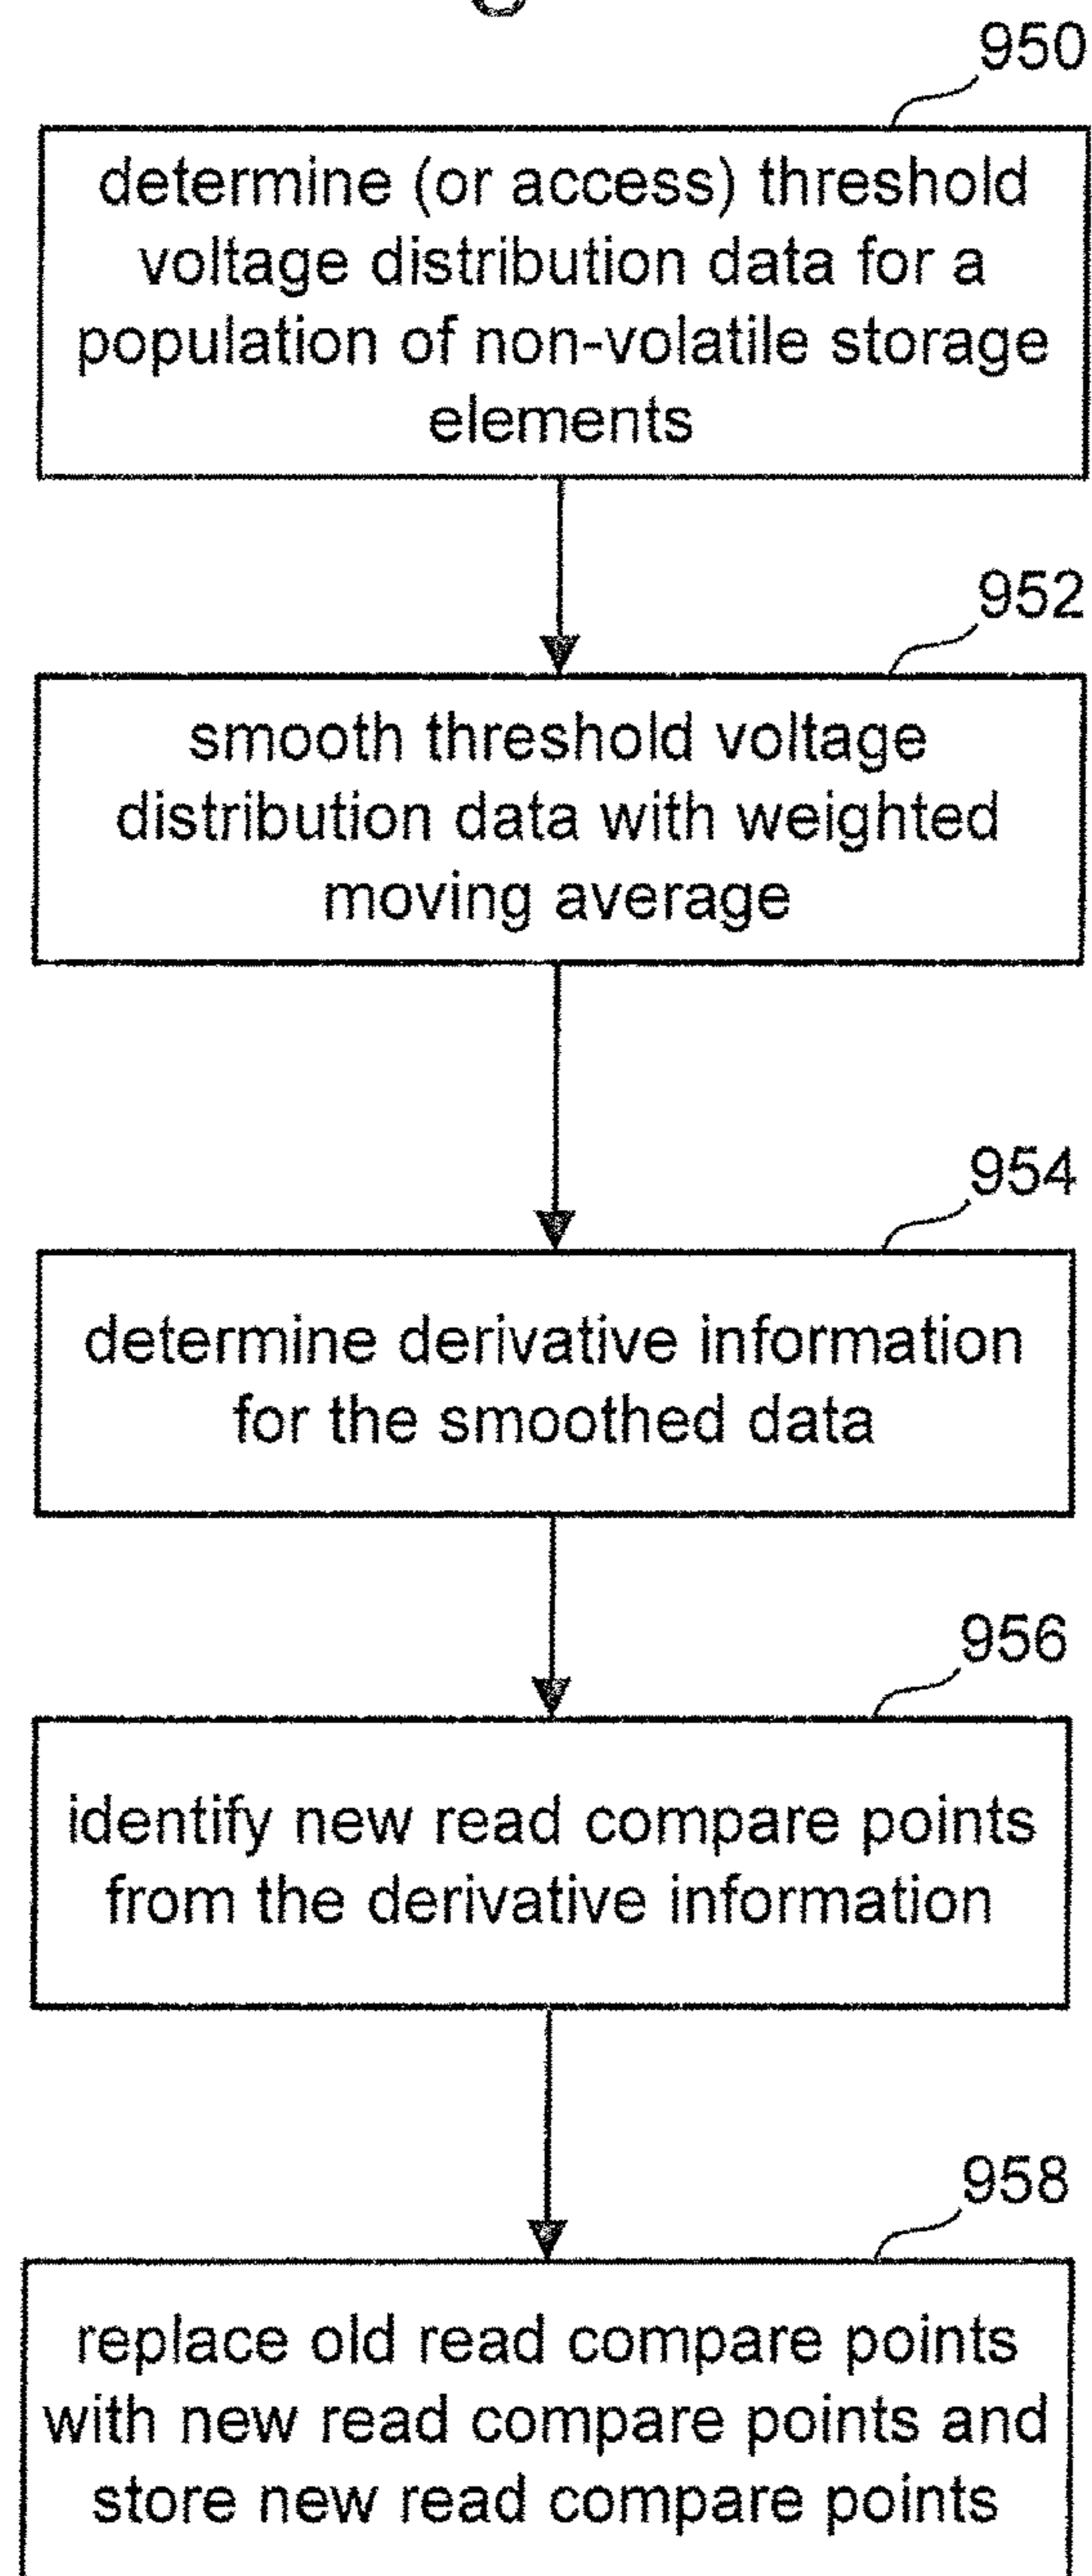 950
determine (or access) threshold
voltage distribution data for a
population of non-volatile storage
elements
952
smooth threshold voltage
distribution data with weighted
moving average
954
determine derivative information
for the smoothed data
956
identify new read compare points
from the derivative information
958
replace old read compare points
with new read compare points and
store new read compare points